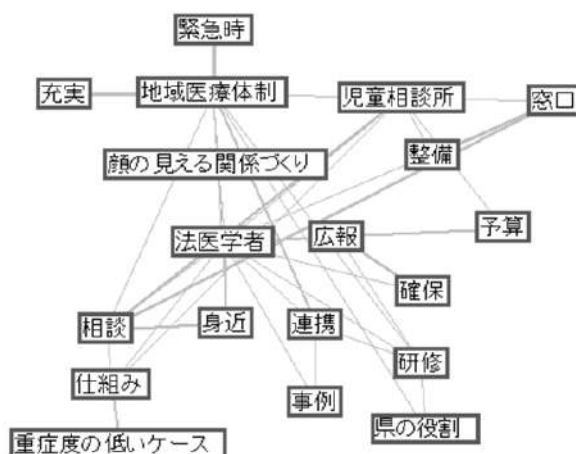 緊急時
充実
地域医療体制
児童相談所
窓口
顔の見える関係づくり
整備
法医学者
広報
予算
確保
相談
身近
連携
研修
仕組み
事例
県の役割
重症度の低いケース